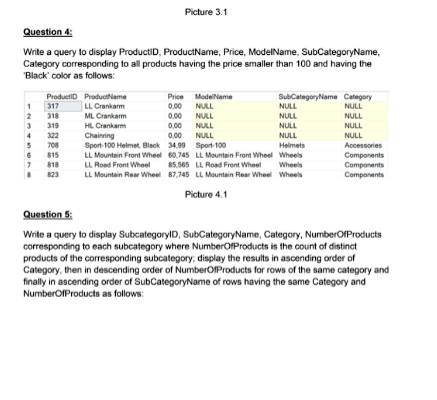 Picture 3.1
Question 4:
Write a query to display ProductID, ProductName, Price, ModelName, SubCategoryName,
Category corresponding to all products having the price smaller than 100 and having the
'Black' color as follows:
ProductID ProductName Price ModelName SubCategoryName Category
1 317 LL Crankarm 0,00 NULL NULL NULL
2 318 ML Crankarm 0,00 NULL NULL NULL
3 319 HL Crankarm 0,00 NULL NULL NULL
4 322 Chainring 0,00 NULL NULL NULL
5 708 Sport-100 Helmet, Black 34,99 Sport-100 Helmets Accessories
6 815 LL Mountain Front Wheel 60,745 LL Mountain Front Wheel Wheels Components
7 818 LL Road Front Wheel 85,565 LL Road Front Wheel Wheels Components
8 823 LL Mountain Rear Wheel 87,745 LL Mountain Rear Wheel Wheels Components
Picture 4.1
Question 5:
Write a query to display SubcategoryID, SubCategoryName, Category, NumberOfProducts
corresponding to each subcategory where NumberOfProducts is the count of distinct
products of the corresponding subcategory; display the results in ascending order of
Category, then in descending order of NumberOfProducts for rows of the same category and
finally in ascending order of SubCategoryName of rows having the same Category and
NumberOfProducts as follows: